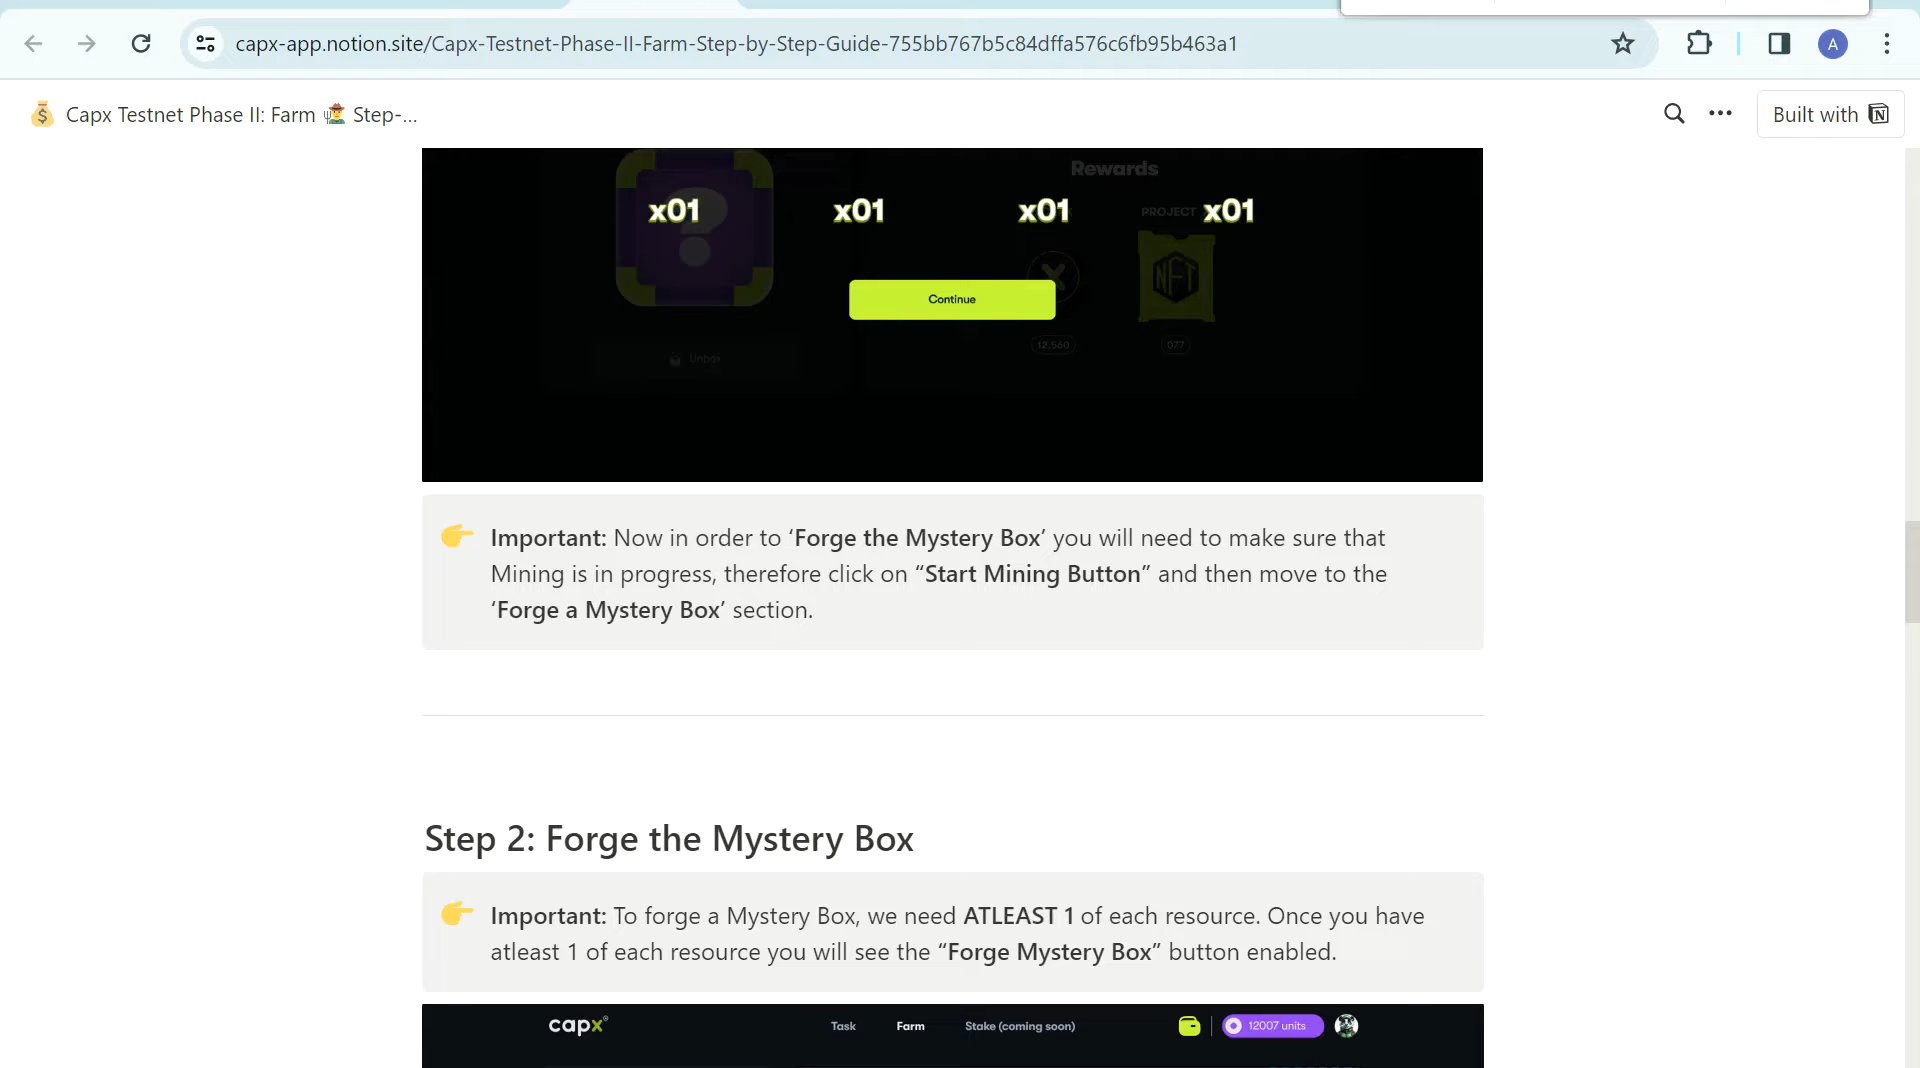 capx-app.notion.site/Capx-Testnet-Phase-II-Farm-Step-by-Step-Guide-755bb767b5c84dffa576c6fb95b463a1
A
Capx Testnet Phase II: Farm Step-...
Built with
Rewards
x01 x01 x01 PROJECT x01
NFT
Continue
12,560 077
Unbox
Important: Now in order to ‘Forge the Mystery Box’ you will need to make sure that
Mining is in progress, therefore click on “Start Mining Button” and then move to the
‘Forge a Mystery Box’ section.
Step 2: Forge the Mystery Box
Important: To forge a Mystery Box, we need ATLEAST 1 of each resource. Once you have
atleast 1 of each resource you will see the “Forge Mystery Box” button enabled.
capx Task Farm Stake (coming soon) 12007 units